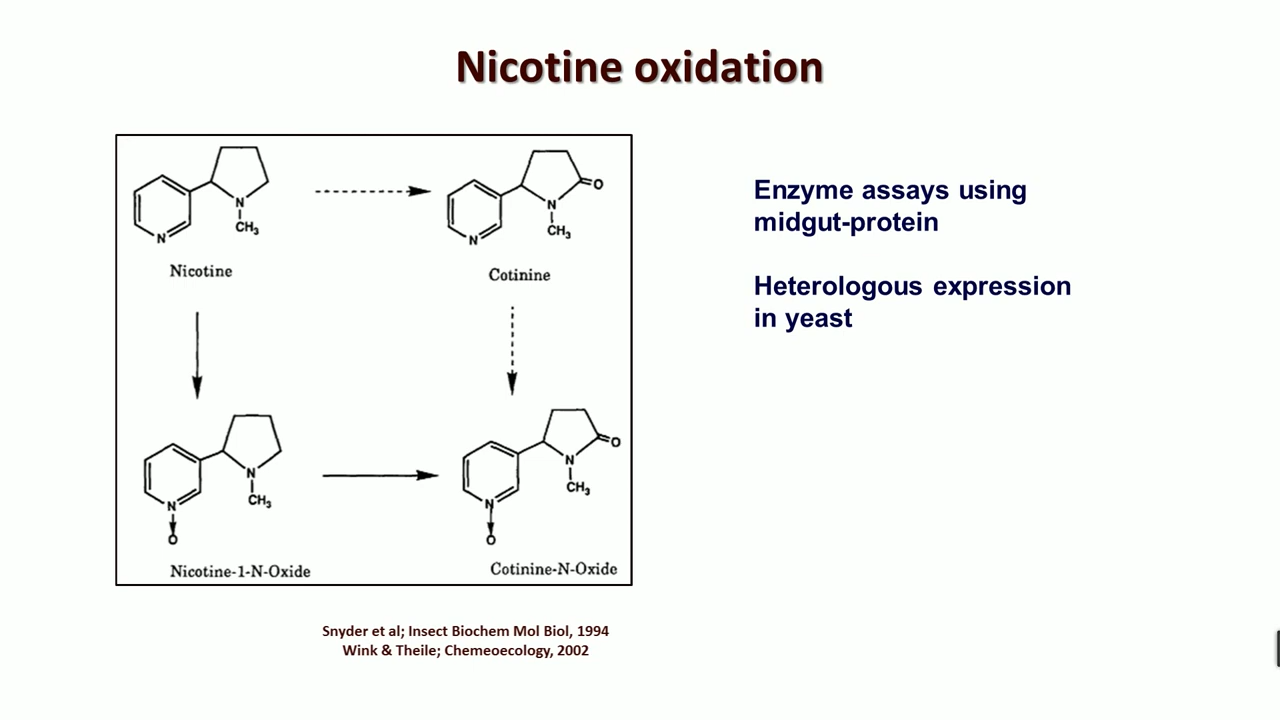 Nicotine oxidation
N
N
CH3
Nicotine
O
N
N
CH3
Cotinine
N
CH3
N
O
Nicotine-1-N-Oxide
O
N
CH3
N
O
Cotinine-N-Oxide
Enzyme assays using
midgut-protein
Heterologous expression
in yeast
Snyder et al; Insect Biochem Mol Biol, 1994
Wink & Theile; Chemeoecology, 2002